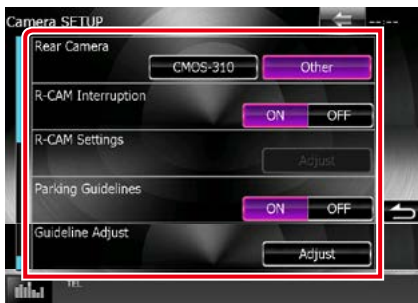 Camera SETUP --:--
Rear Camera
CMOS-310 Other
R-CAM Interruption
ON OFF
R-CAM Settings
Adjust
Parking Guidelines
ON OFF
Guideline Adjust
Adjust
TEL